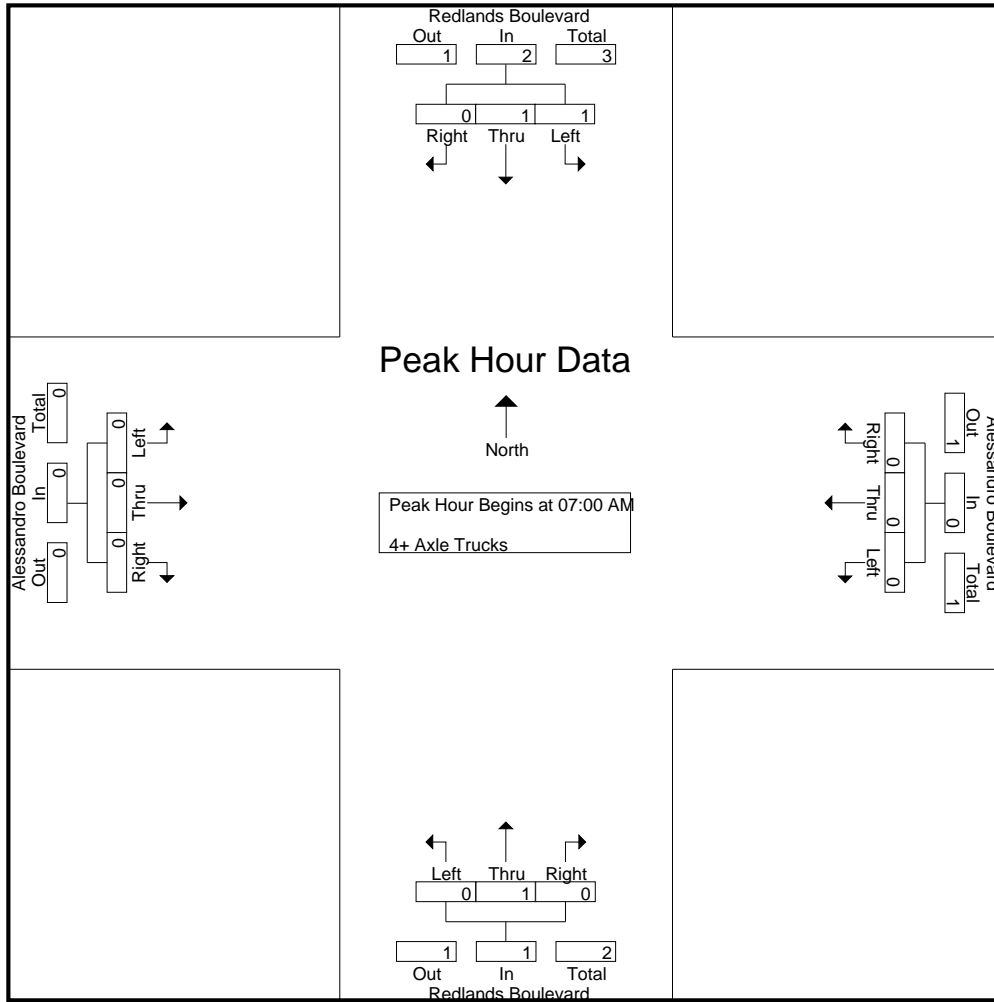 Redlands Boulevard
Out In Total
1 2 3
0 1 1
Right Thru Left
Peak Hour Data
North
Peak Hour Begins at 07:00 AM
4+ Axle Trucks
Alessandro Boulevard
Total In Out
0 0 0
0 0 0
Left Thru Right
Alessandro Boulevard
Out In Total
1 0 1
0 0 0
Right Thru Left
Left Thru Right
0 1 0
1 1 2
Out In Total
Redlands Boulevard